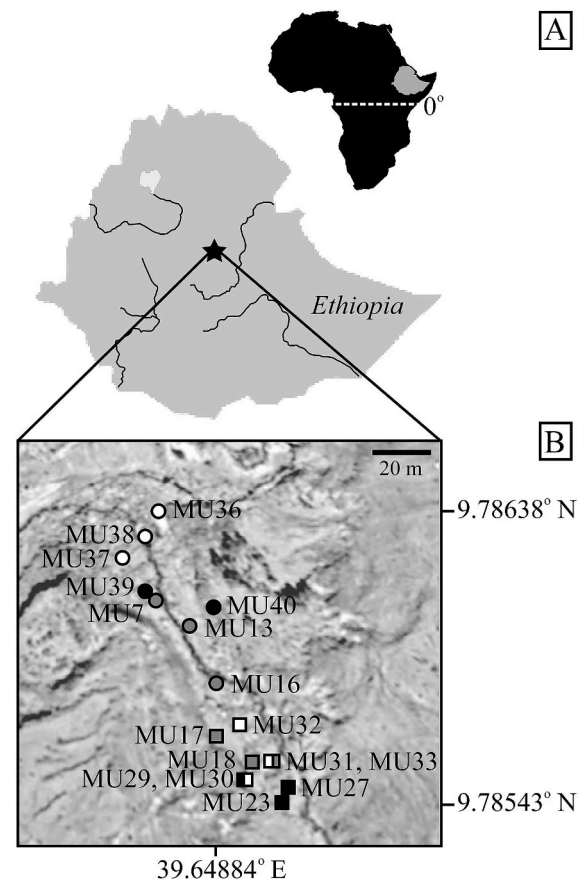 A
0°
Ethiopia
B
20 m
MU36
9.78638° N
MU38
MU37
MU39
MU40
MU7
MU13
MU16
MU32
MU17
MU18
MU31, MU33
MU29, MU30
MU27
MU23
9.78543° N
39.64884° E